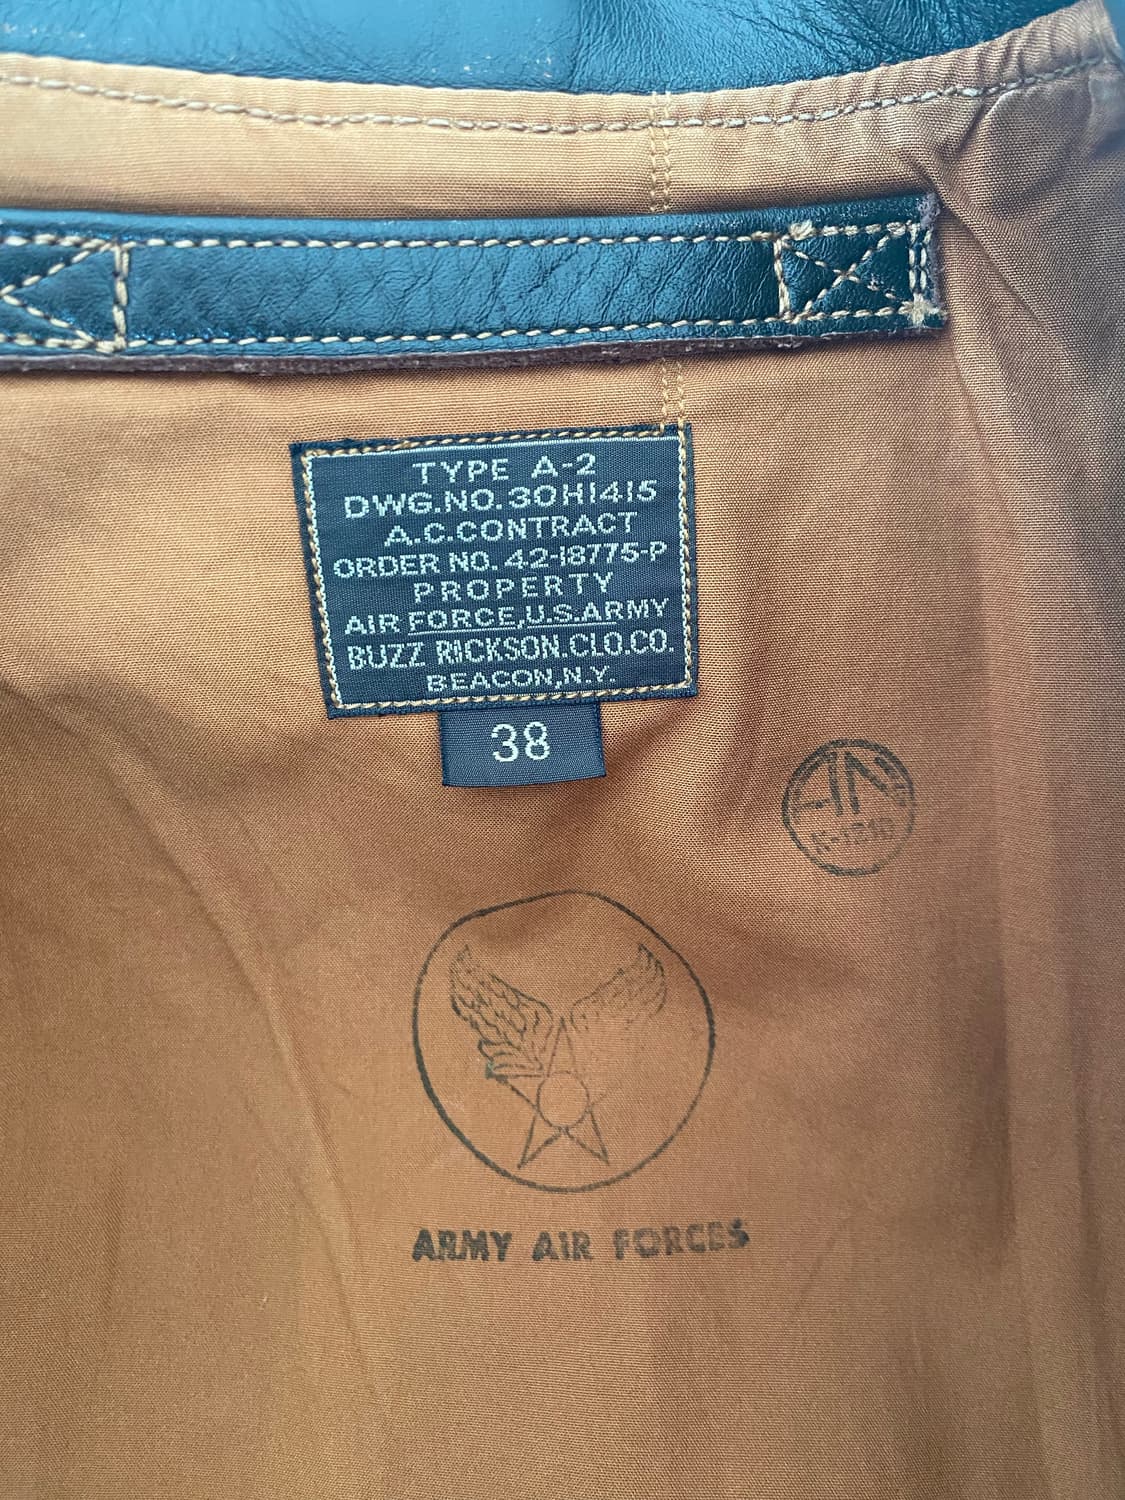 TYPE A-2
DWG.NO.30H1415
A.C.CONTRACT
ORDER NO. 42-18775-P
PROPERTY
AIR FORCE,U.S.ARMY
BUZZ RICKSON.CLO.CO.
BEACON,N.Y.
38
ARMY AIR FORCES